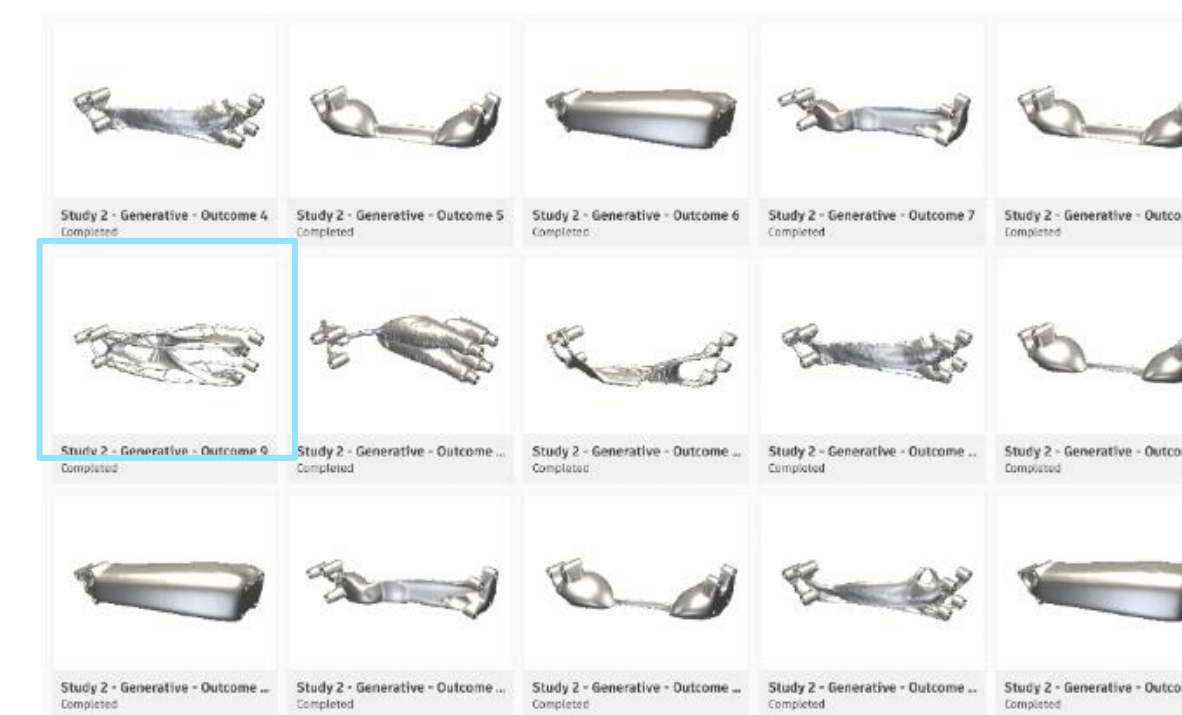 Study 2 - Generative - Outcome 4
Completed
Study 2 - Generative - Outcome 5
Completed
Study 2 - Generative - Outcome 6
Completed
Study 2 - Generative - Outcome 7
Completed
Study 2 - Generative - Outco
Completed
Study 2 - Generative - Outcome 9
Completed
Study 2 - Generative - Outcome ...
Completed
Study 2 - Generative - Outcome ...
Completed
Study 2 - Generative - Outcome ...
Completed
Study 2 - Generative - Outco
Completed
Study 2 - Generative - Outcome ...
Completed
Study 2 - Generative - Outcome ...
Completed
Study 2 - Generative - Outcome ...
Completed
Study 2 - Generative - Outcome ...
Completed
Study 2 - Generative - Outco
Completed